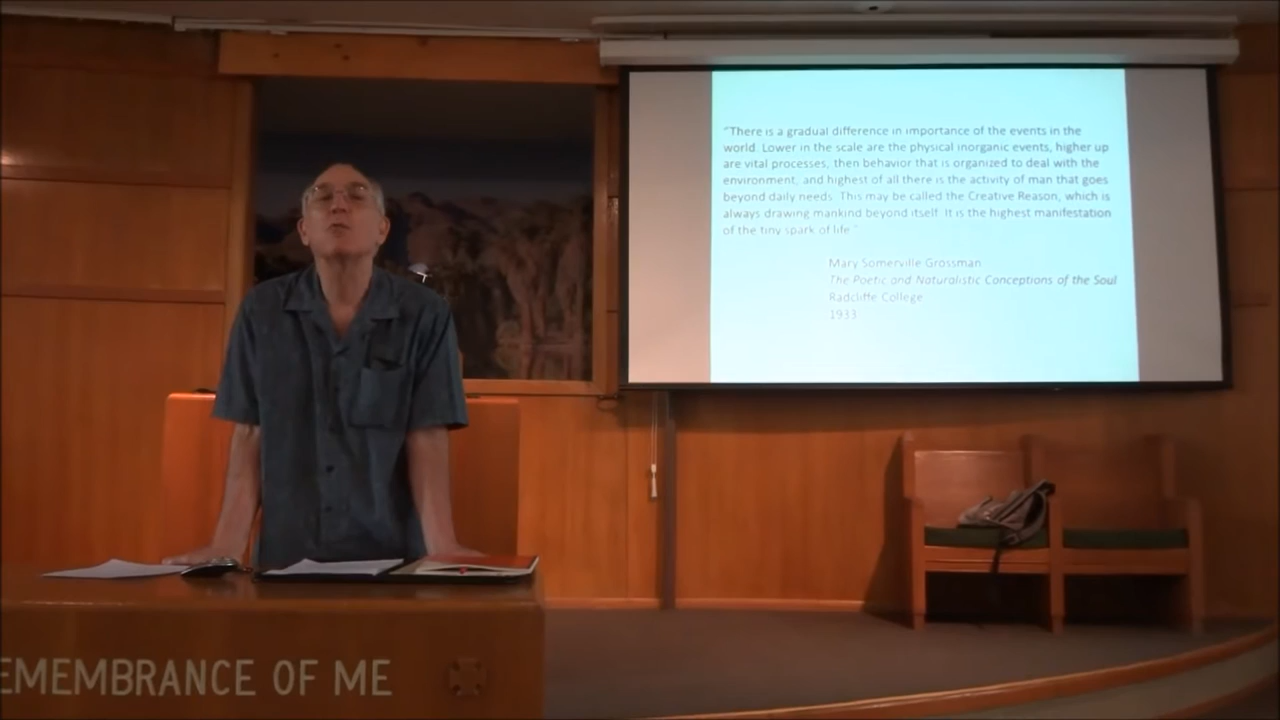 "There is a gradual difference in importance of the events in the
world. Lower in the scale are the physical inorganic events, higher up
are vital processes, then behavior that is organized to deal with the
environment, and highest of all there is the activity of man that goes
beyond daily needs. This may be called the Creative Reason, which is
always drawing mankind beyond itself. It is the highest manifestation
of the tiny spark of life."
Mary Somerville Grossman
The Poetic and Naturalistic Conceptions of the Soul
Radcliffe College
1933
EMEMBRANCE OF ME